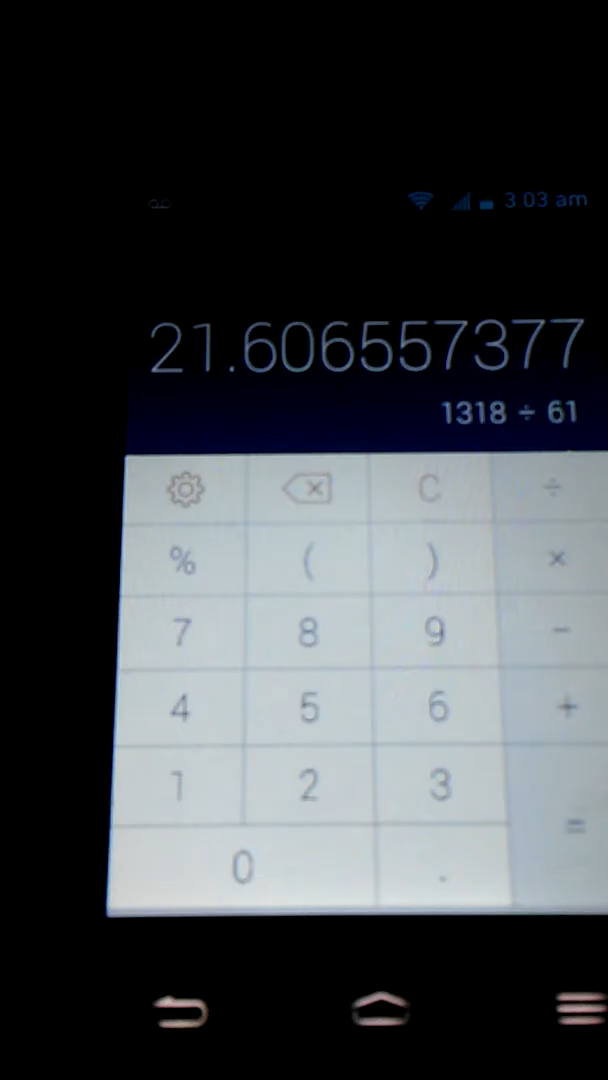 3:03 am
21.606557377
1318 ÷ 61
C ÷
% ( ) ×
7 8 9 −
4 5 6 +
1 2 3
=
0 .